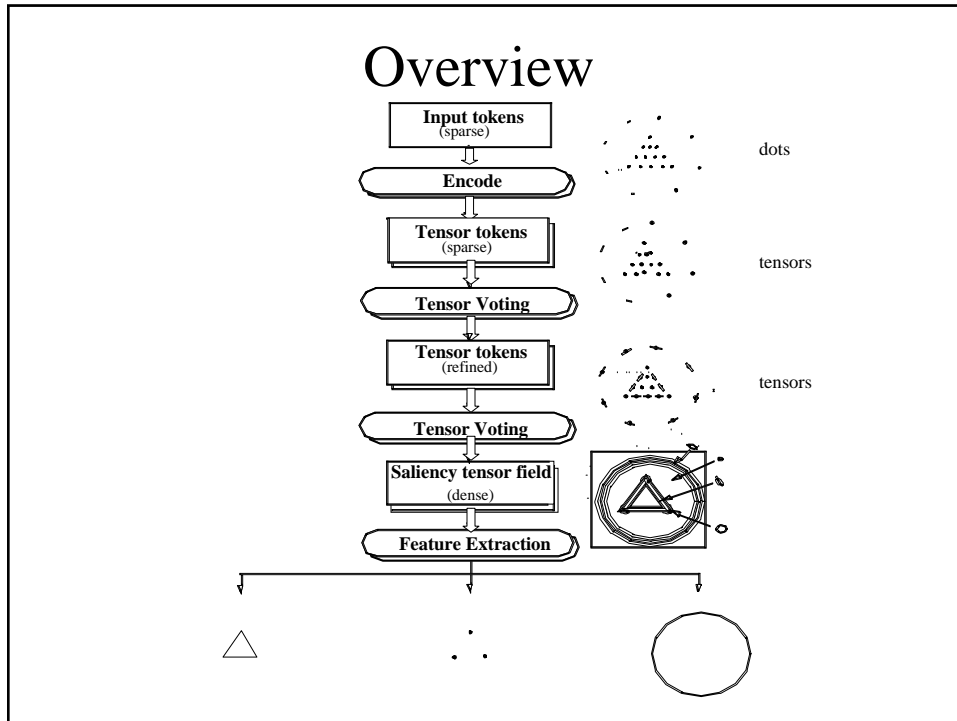 Overview
Input tokens
(sparse)
dots
Encode
Tensor tokens
(sparse)
tensors
Tensor Voting
Tensor tokens
(refined)
tensors
Tensor Voting
Saliency tensor field
(dense)
Feature Extraction